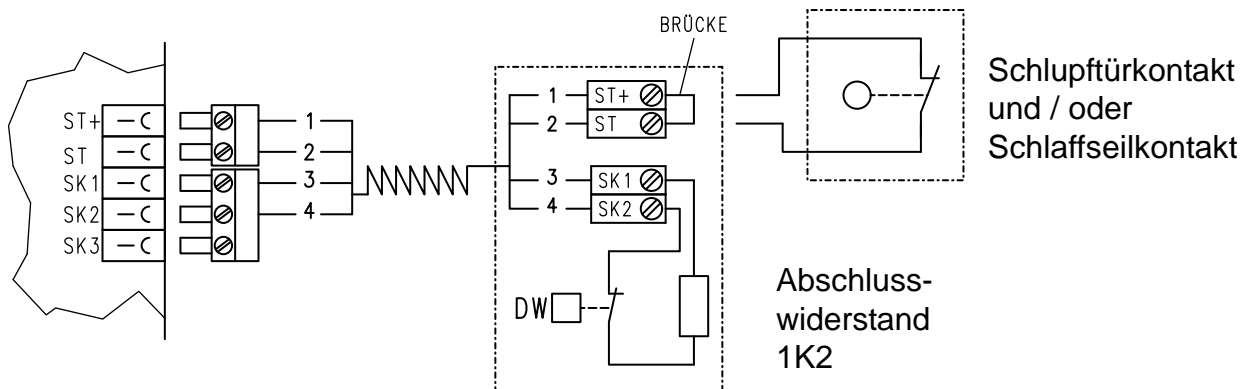 BRÜCKE
ST+
ST
SK1
SK2
SK3
1
2
3
4
1 ST+
2 ST
3 SK1
4 SK2
DW
Schlupftürkontakt
und / oder
Schlaffseilkontakt
Abschluss-
widerstand
1K2